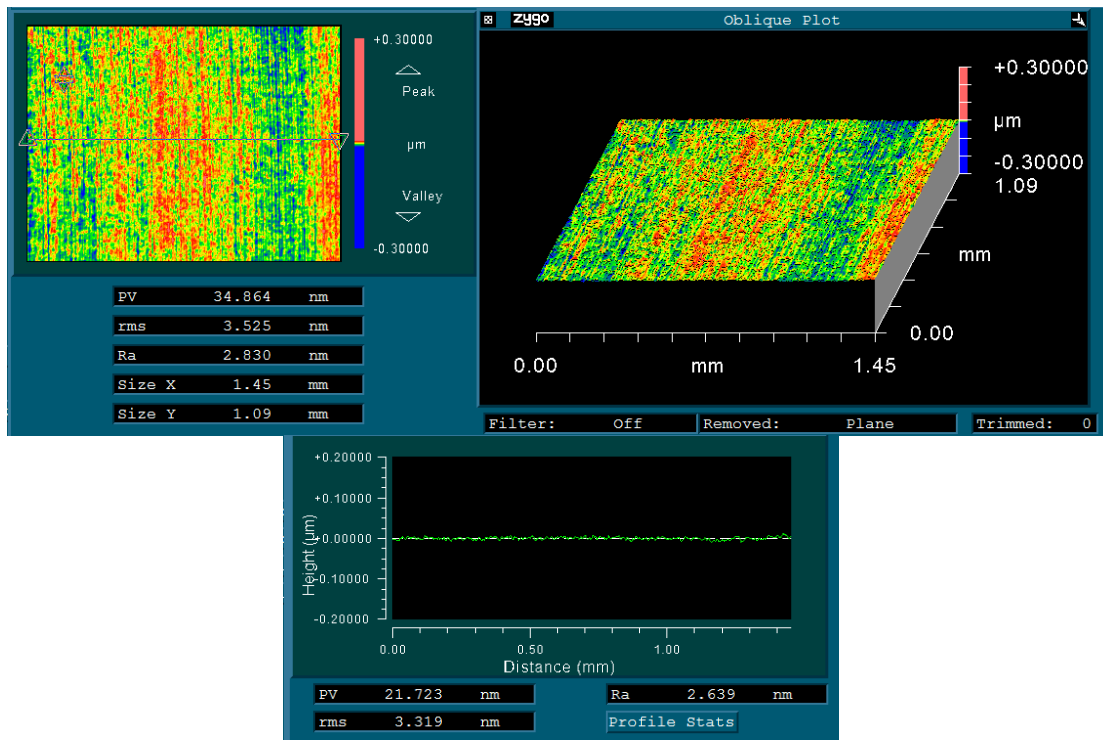 +0.30000
Peak
µm
Valley
-0.30000
PV 34.864 nm
rms 3.525 nm
Ra 2.830 nm
Size X 1.45 mm
Size Y 1.09 mm
zygo Oblique Plot
+0.30000
µm
-0.30000
1.09
mm
0.00
0.00 mm 1.45
Filter: Off Removed: Plane Trimmed: 0
+0.20000
+0.10000
+0.00000
-0.10000
-0.20000
Height (µm)
0.00 0.50 1.00
Distance (mm)
PV 21.723 nm Ra 2.639 nm
rms 3.319 nm Profile Stats